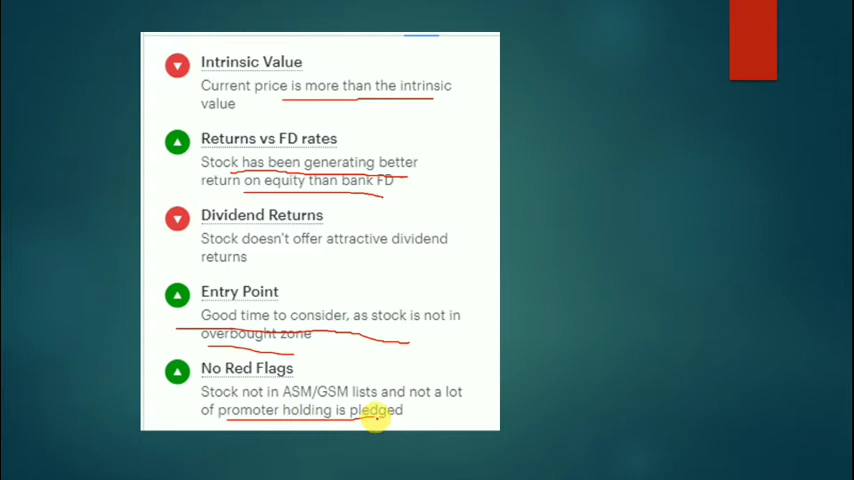 Intrinsic Value
Current price is more than the intrinsic
value
Returns vs FD rates
Stock has been generating better
return on equity than bank FD
Dividend Returns
Stock doesn't offer attractive dividend
returns
Entry Point
Good time to consider, as stock is not in
overbought zone
No Red Flags
Stock not in ASM/GSM lists and not a lot
of promoter holding is pledged